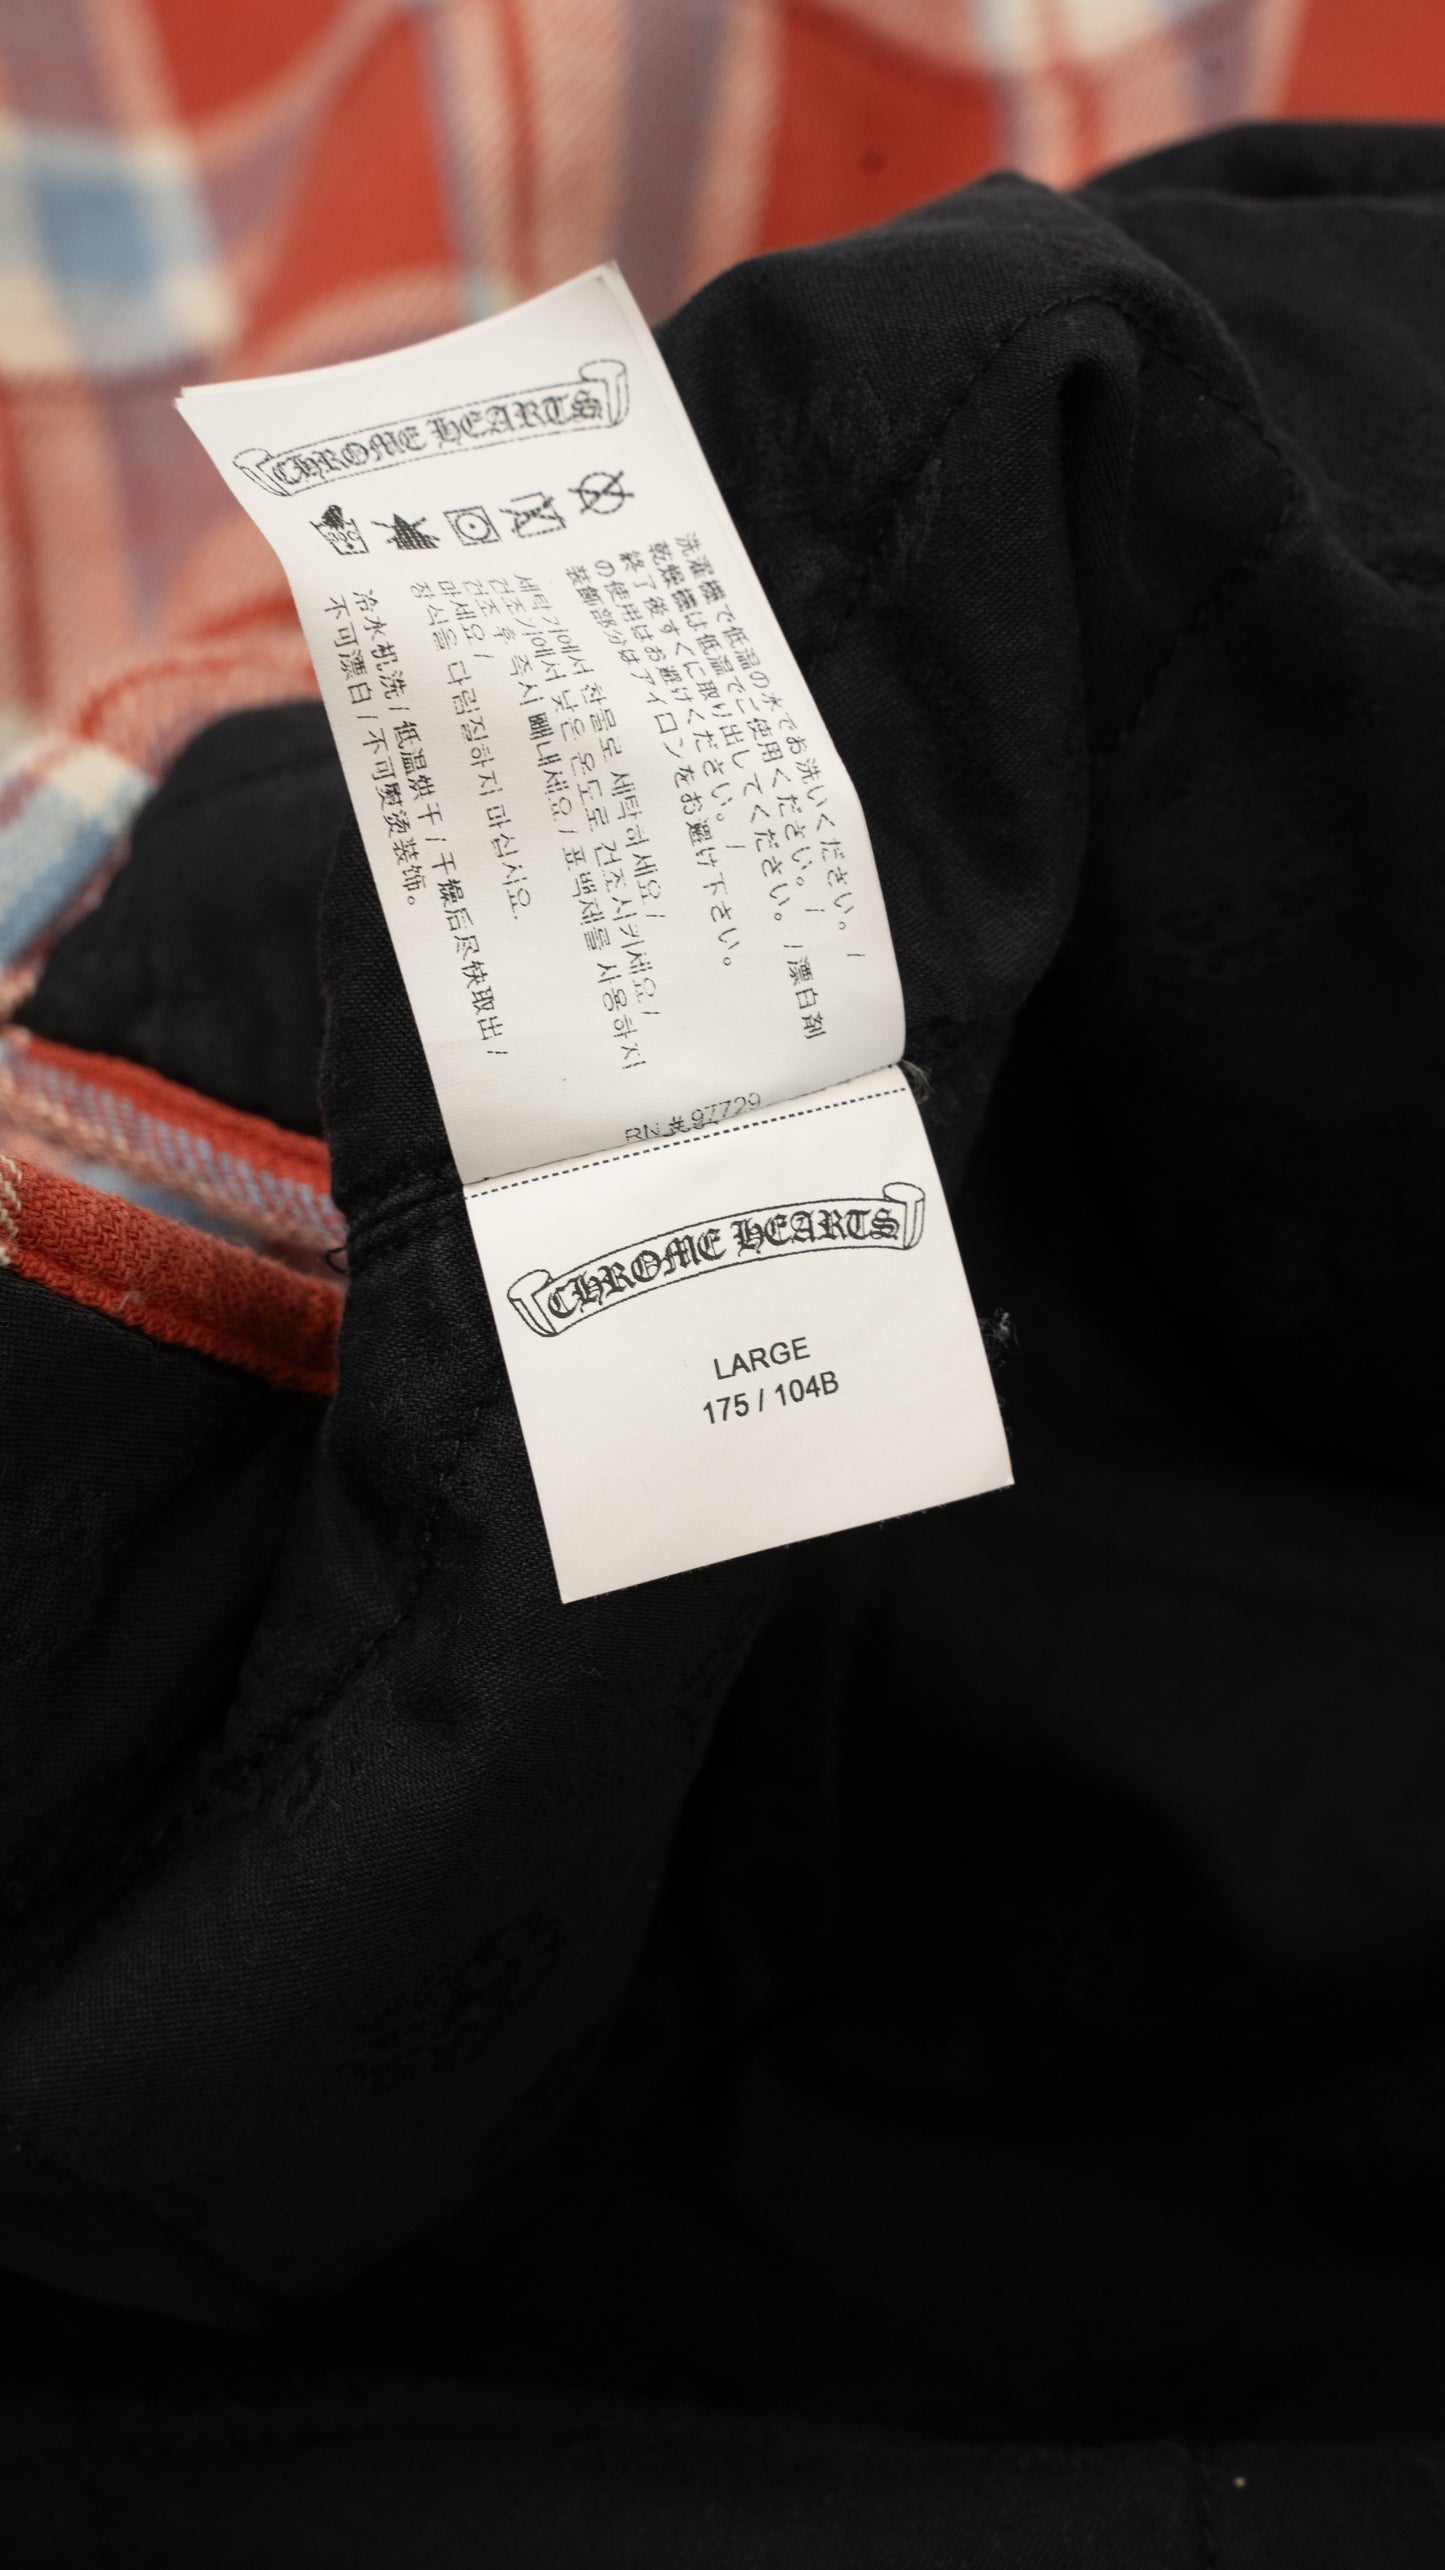 CHROME HEARTS
洗濯機で低温の水でお洗いください。 /
乾燥機は低温でご使用ください。 /
終了後すぐに取り出してください。 / 漂白剤
の使用はお避けください。 /
装飾部分はアイロンをお避け下さい。
세탁기에서 찬물로 세탁하세요 /
건조기에서 낮은 온도로 건조시키세요 /
건조 후 즉시 빼내세요 / 표백제를 사용하지
마세요 /
장식을 다림질하지 마십시오.
冷水机洗 / 低温烘干 / 干燥后尽快取出 /
不可漂白 / 不可熨烫装饰。
RN # 97729
CHROME HEARTS
LARGE
175 / 104B